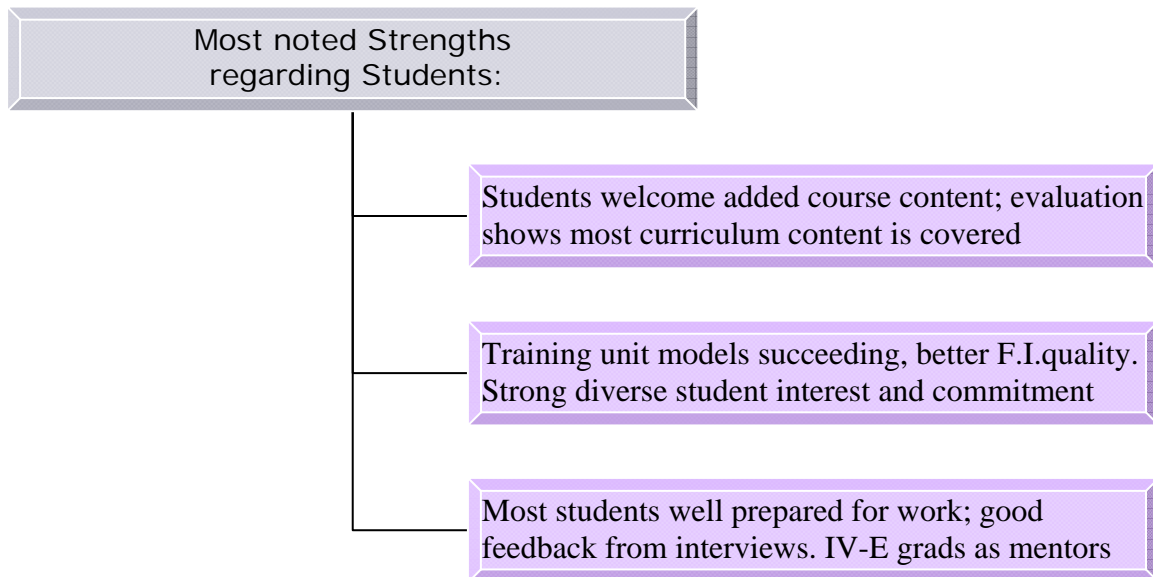 Most noted Strengths
regarding Students:
Students welcome added course content; evaluation
shows most curriculum content is covered
Training unit models succeeding, better F.I.quality.
Strong diverse student interest and commitment
Most students well prepared for work; good
feedback from interviews. IV-E grads as mentors